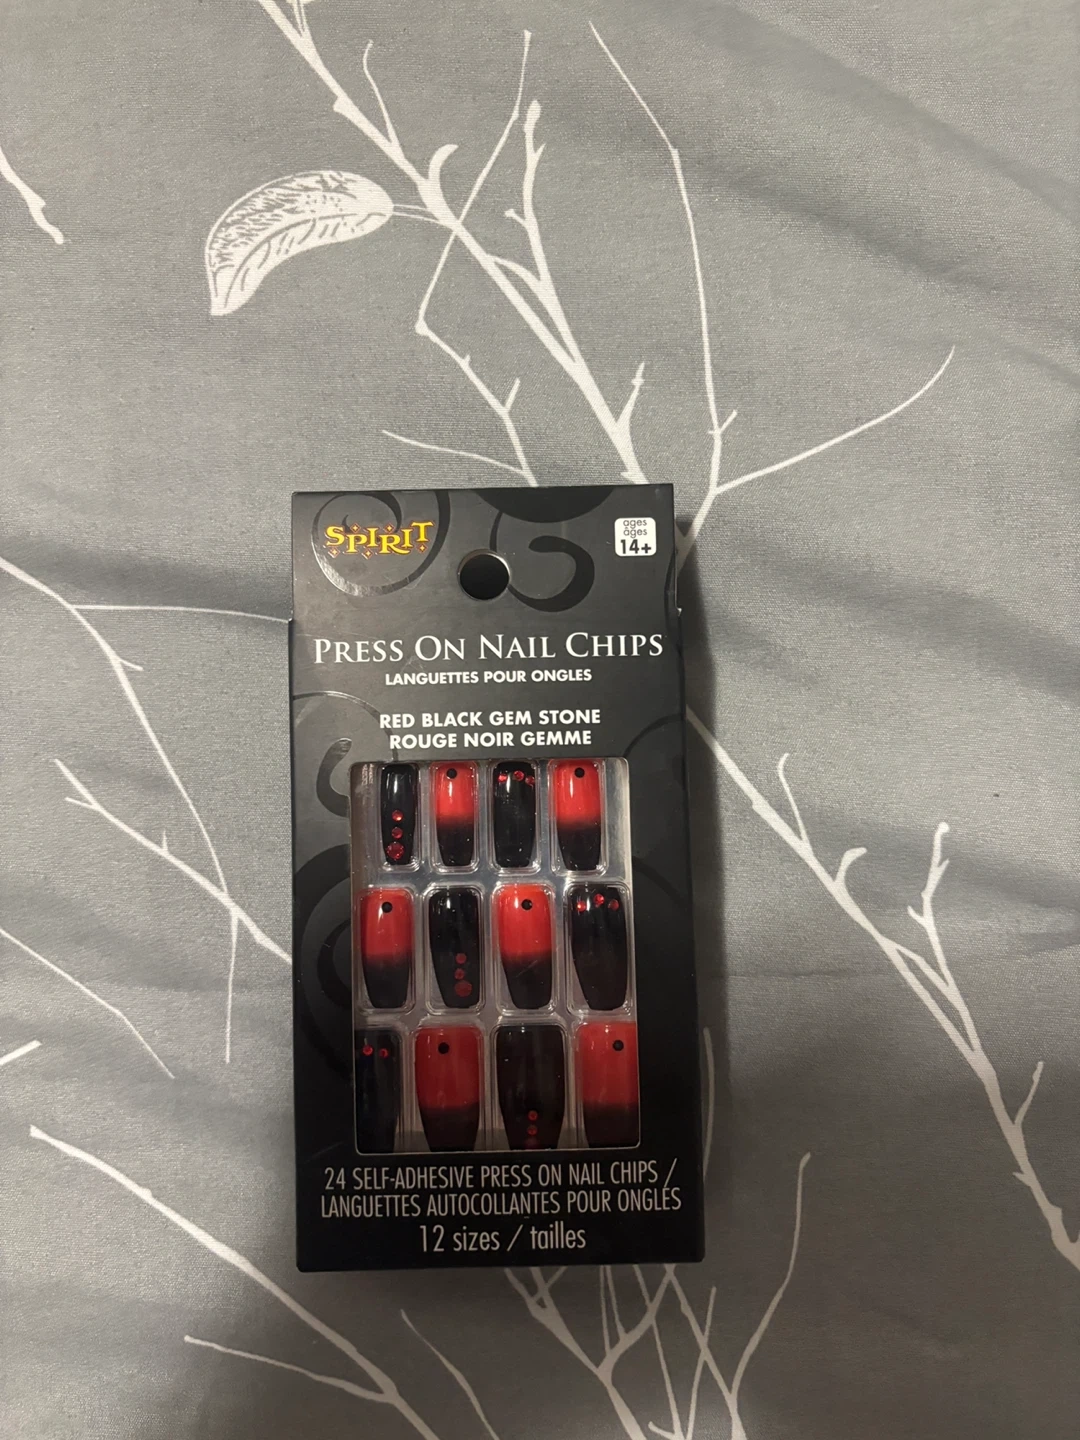 SPIRIT
ages
âges
14+
PRESS ON NAIL CHIPS
LANGUETTES POUR ONGLES
RED BLACK GEM STONE
ROUGE NOIR GEMME
24 SELF-ADHESIVE PRESS ON NAIL CHIPS /
LANGUETTES AUTOCOLLANTES POUR ONGLES
12 sizes / tailles